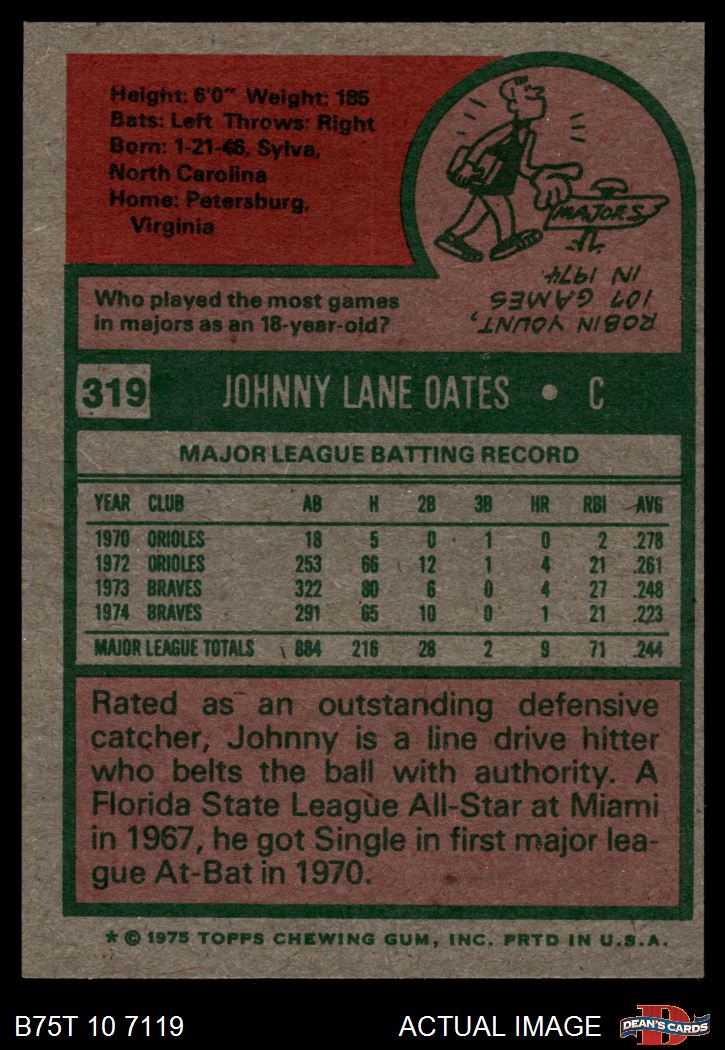 Height: 6'0" Weight: 185
Bats: Left Throws: Right
Born: 1-21-46, Sylva,
North Carolina
Home: Petersburg,
Virginia
MAJORS
Who played the most games
in majors as an 18-year-old?
ROBIN YOUNT,
107 GAMES
IN 1974.
319 JOHNNY LANE OATES • C
MAJOR LEAGUE BATTING RECORD
YEAR CLUB AB H 2B 3B HR RBI AVG
1970 ORIOLES 18 5 0 1 0 2 .278
1972 ORIOLES 253 66 12 1 4 21 .261
1973 BRAVES 322 80 6 0 4 27 .248
1974 BRAVES 291 65 10 0 1 21 .223
MAJOR LEAGUE TOTALS 884 216 28 2 9 71 .244
Rated as an outstanding defensive
catcher, Johnny is a line drive hitter
who belts the ball with authority. A
Florida State League All-Star at Miami
in 1967, he got Single in first major lea-
gue At-Bat in 1970.
* © 1975 TOPPS CHEWING GUM, INC. PRTD IN U.S.A.
B75T 10 7119 ACTUAL IMAGE DEAN'S CARDS